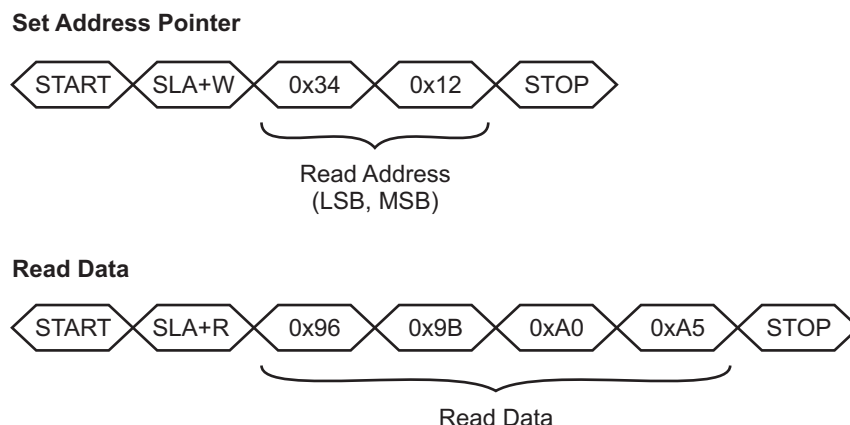 Set Address Pointer
START SLA+W 0x34 0x12 STOP
Read Address
(LSB, MSB)
Read Data
START SLA+R 0x96 0x9B 0xA0 0xA5 STOP
Read Data